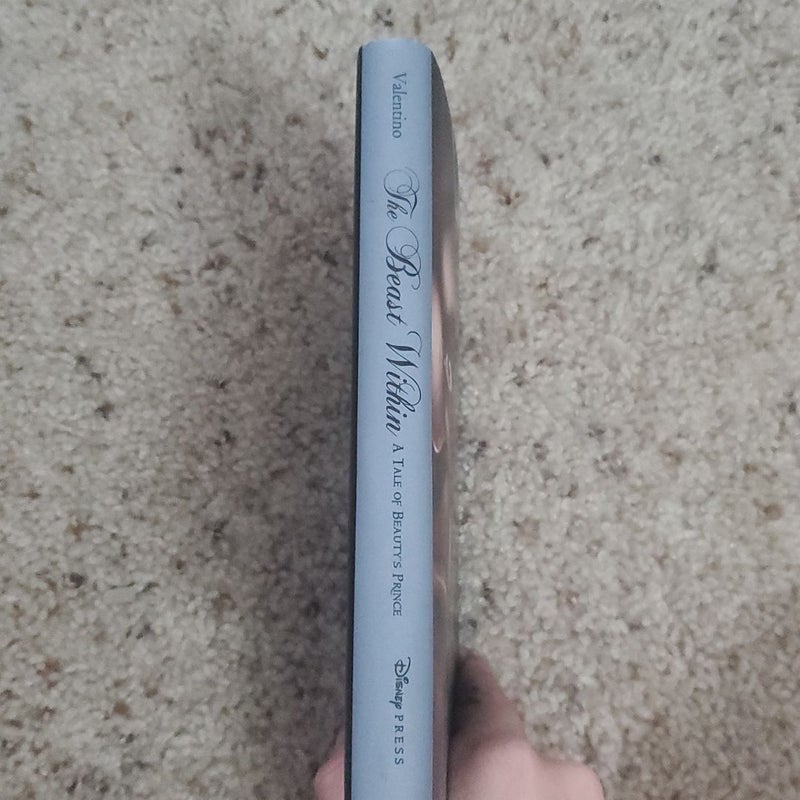 Valentino
The Beast Within
A TALE OF BEAUTY'S PRINCE
DISNEY PRESS